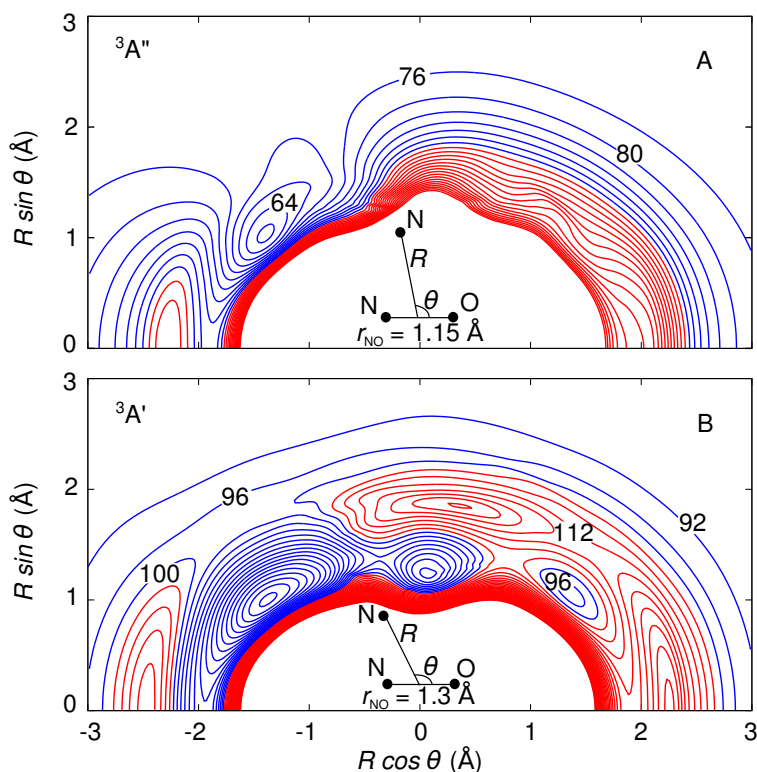 3
³A"
A
76
2
80
64
1
N
R
θ
N
O
r_NO = 1.15 Å
0
R sin θ (Å)
3
³A'
B
2
96
92
112
100
96
1
N
R
θ
N
O
r_NO = 1.3 Å
0
R sin θ (Å)
-3 -2 -1 0 1 2 3
R cos θ (Å)